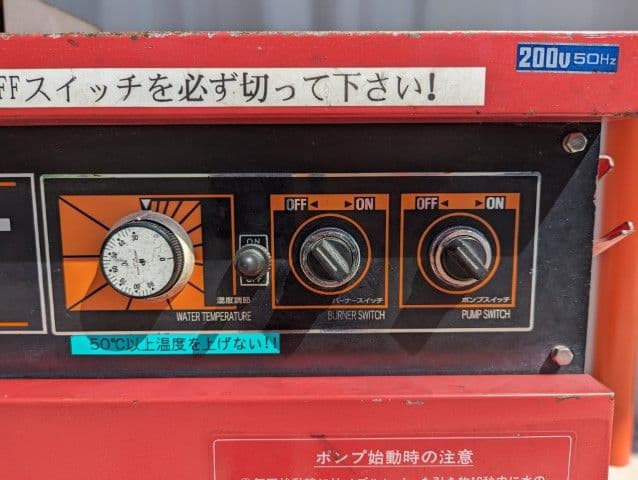 200V 50Hz
FFスイッチを必ず切って下さい!
OFF ◄ ► ON
OFF ◄ ► ON
ON
OFF
温度調節
WATER TEMPERATURE
バーナースイッチ
BURNER SWITCH
ポンプスイッチ
PUMP SWITCH
50℃以上温度を上げない!!
ポンプ始動時の注意